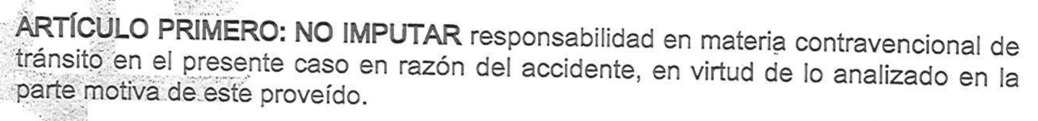 ARTÍCULO PRIMERO: NO IMPUTAR responsabilidad en materia contravencional de
tránsito en el presente caso en razón del accidente, en virtud de lo analizado en la
parte motiva de este proveído.